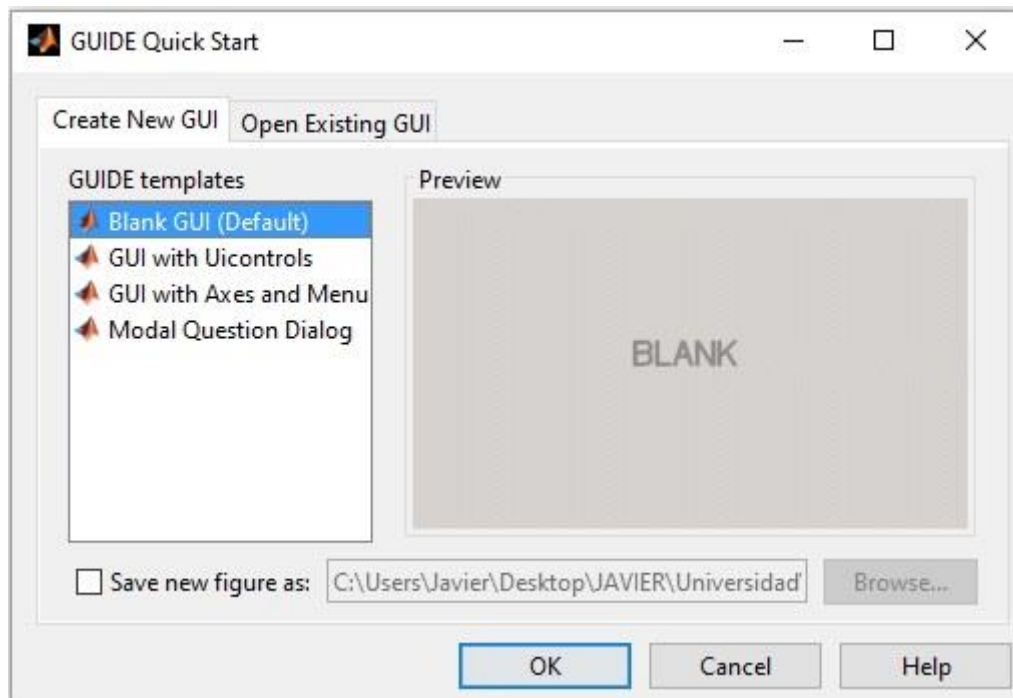 GUIDE Quick Start
Create New GUI
Open Existing GUI
GUIDE templates
Blank GUI (Default)
GUI with Uicontrols
GUI with Axes and Menu
Modal Question Dialog
Preview
BLANK
Save new figure as:
C:\Users\Javier\Desktop\JAVIER\Universidad
Browse...
OK
Cancel
Help